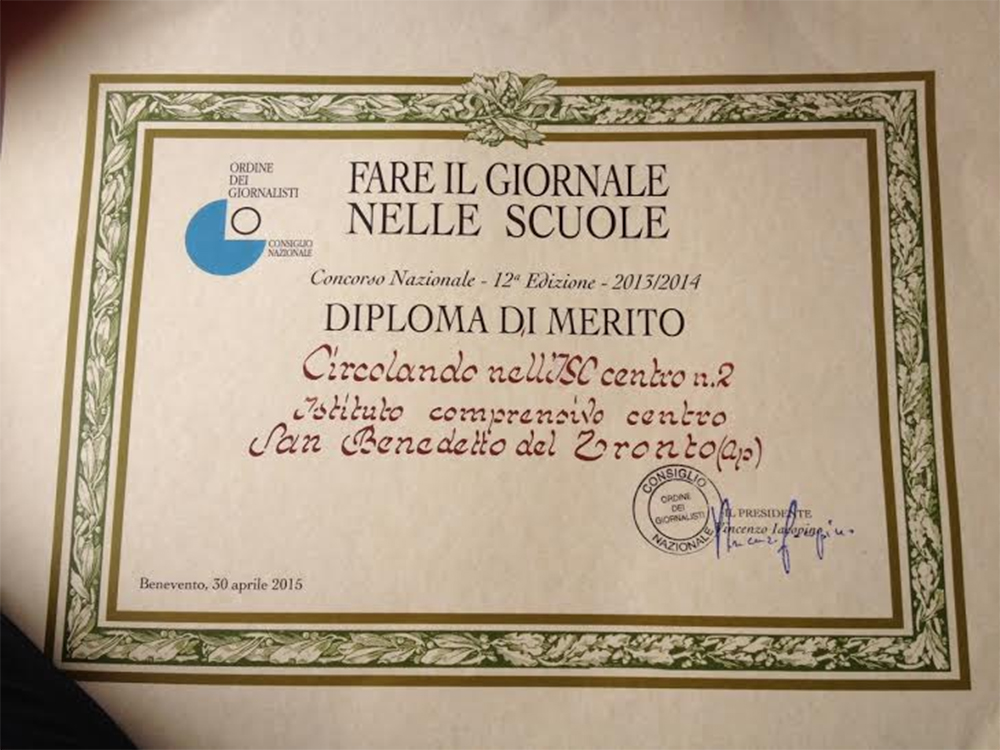 ORDINE
DEI
GIORNALISTI
CONSIGLIO
NAZIONALE
FARE IL GIORNALE
NELLE SCUOLE
Concorso Nazionale - 12ª Edizione - 2013/2014
DIPLOMA DI MERITO
Circolando nell'ISC centro n.2
Istituto comprensivo centro
San Benedetto del Tronto (Ap)
CONSIGLIO
ORDINE
DEI
GIORNALISTI
NAZIONALE
IL PRESIDENTE
Vincenzo Iacopino
Vincenzo Iacopino
Benevento, 30 aprile 2015